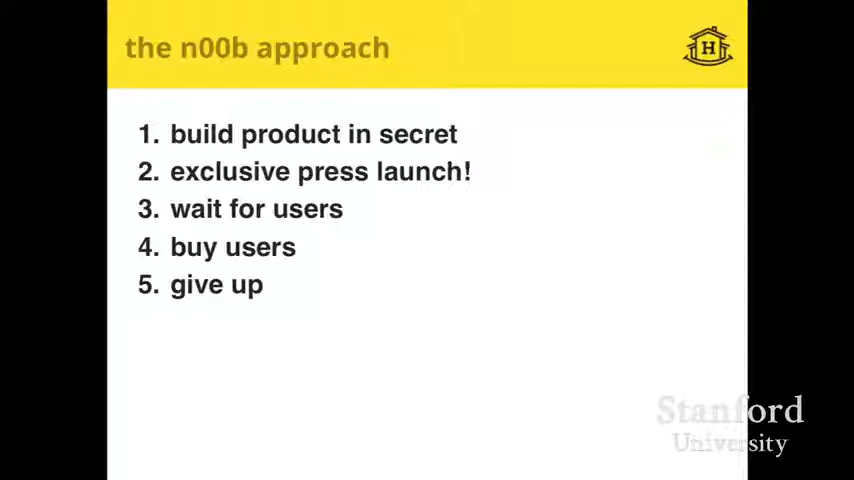 the n00b approach
H
1. build product in secret
2. exclusive press launch!
3. wait for users
4. buy users
5. give up
Stanford
University